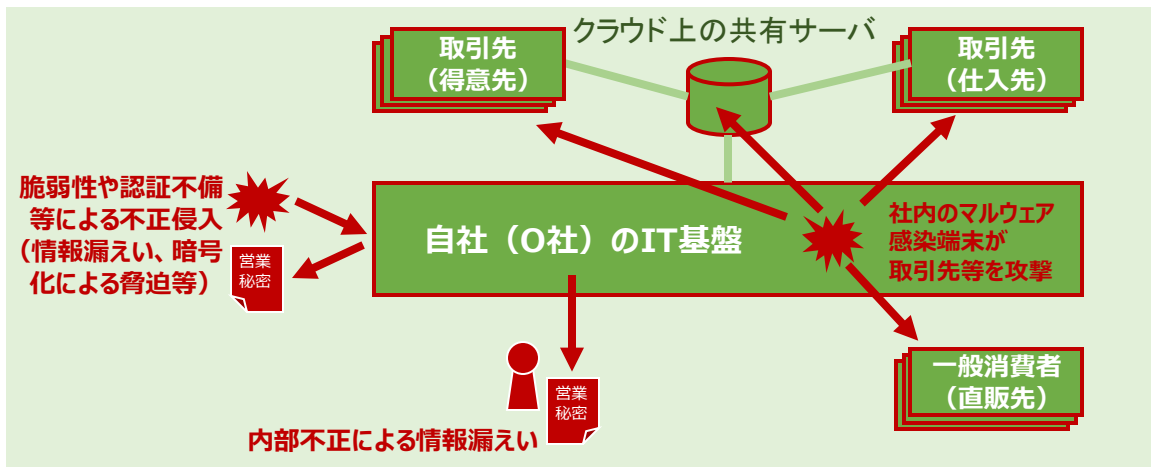 クラウド上の共有サーバ
取引先
（得意先）
取引先
（仕入先）
脆弱性や認証不備
等による不正侵入
（情報漏えい、暗号
化による脅迫等）
営業
秘密
自社（O社）のIT基盤
社内のマルウェア
感染端末が
取引先等を攻撃
一般消費者
（直販先）
営業
秘密
内部不正による情報漏えい